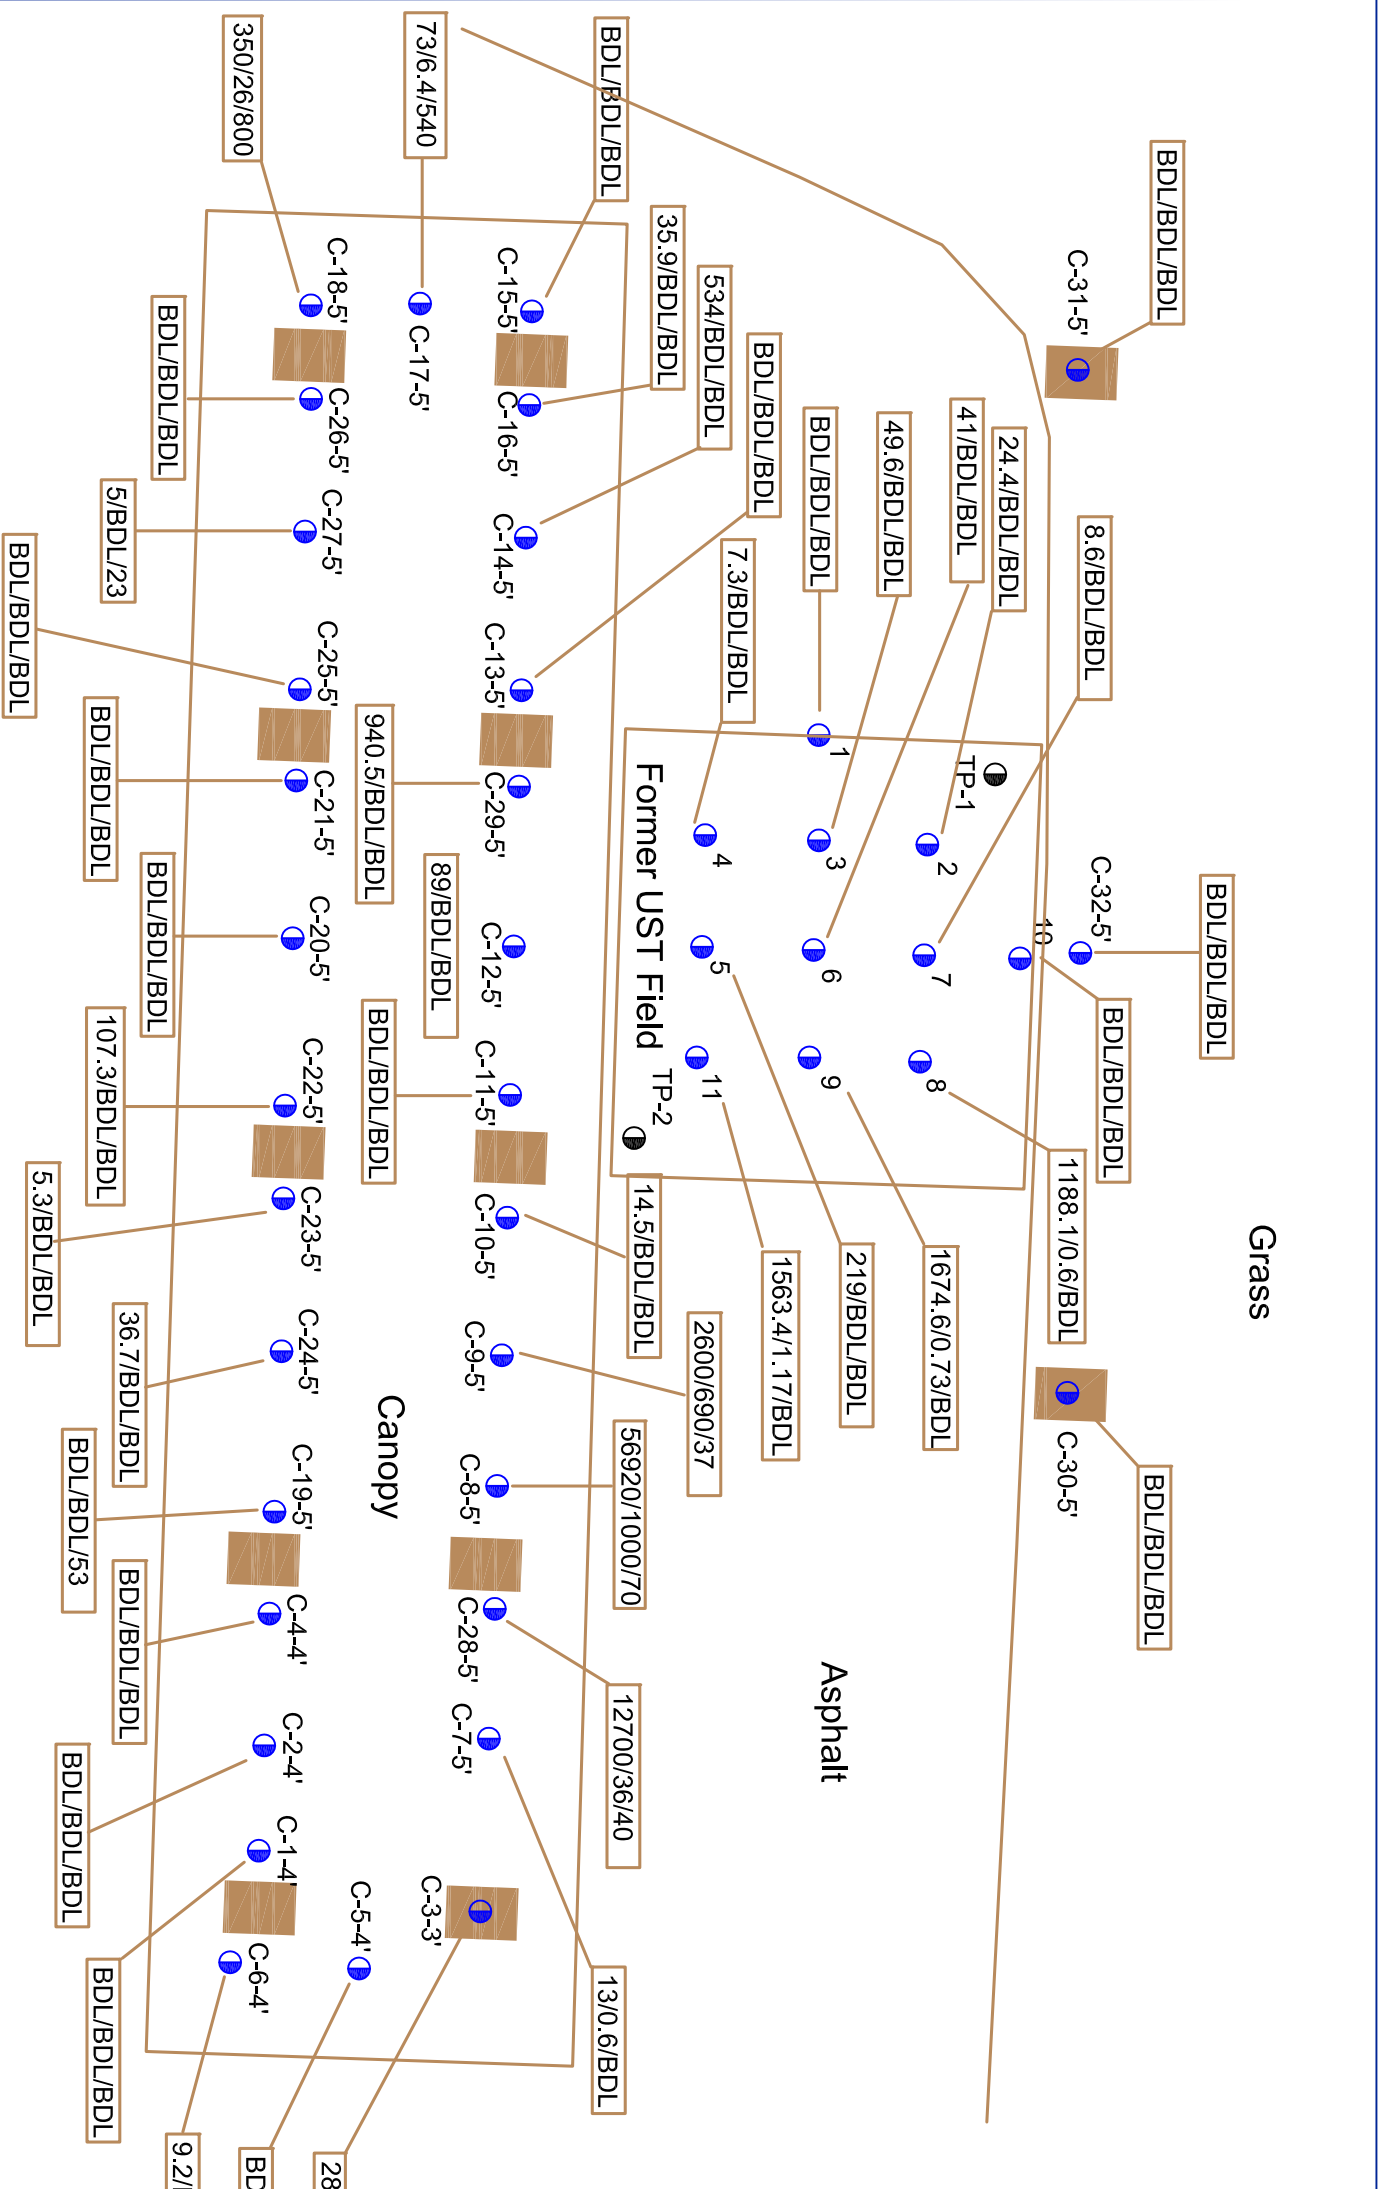 Grass
BDL/BDL/BDL
C-31-5'
BDL/BDL/BDL
C-32-5'
BDL/BDL/BDL
10
BDL/BDL/BDL
C-30-5'
8.6/BDL/BDL
24.4/BDL/BDL
41/BDL/BDL
49.6/BDL/BDL
BDL/BDL/BDL
7.3/BDL/BDL
TP-1
1
2
3
4
7
6
5
8
9
11
Former UST Field
TP-2
1188.1/0.6/BDL
1674.6/0.73/BDL
219/BDL/BDL
1563.4/1.17/BDL
Asphalt
BDL/BDL/BDL
35.9/BDL/BDL
534/BDL/BDL
BDL/BDL/BDL
14.5/BDL/BDL
2600/690/37
56920/1000/70
12700/36/40
13/0.6/BDL
C-15-5'
C-16-5'
C-14-5'
C-13-5'
C-29-5'
C-12-5'
C-11-5'
C-10-5'
C-9-5'
C-8-5'
C-28-5'
C-7-5'
C-3-3'
73/6.4/540
C-17-5'
940.5/BDL/BDL
89/BDL/BDL
BDL/BDL/BDL
Canopy
C-5-4'
350/26/800
C-18-5'
C-26-5'
C-27-5'
C-25-5'
C-21-5'
C-20-5'
C-22-5'
C-23-5'
C-24-5'
C-19-5'
C-4-4'
C-2-4'
C-1-4'
C-6-4'
BDL/BDL/BDL
5/BDL/23
BDL/BDL/BDL
BDL/BDL/BDL
BDL/BDL/BDL
107.3/BDL/BDL
5.3/BDL/BDL
36.7/BDL/BDL
BDL/BDL/53
BDL/BDL/BDL
BDL/BDL/BDL
BDL/BDL/BDL
28
BD
9.2/